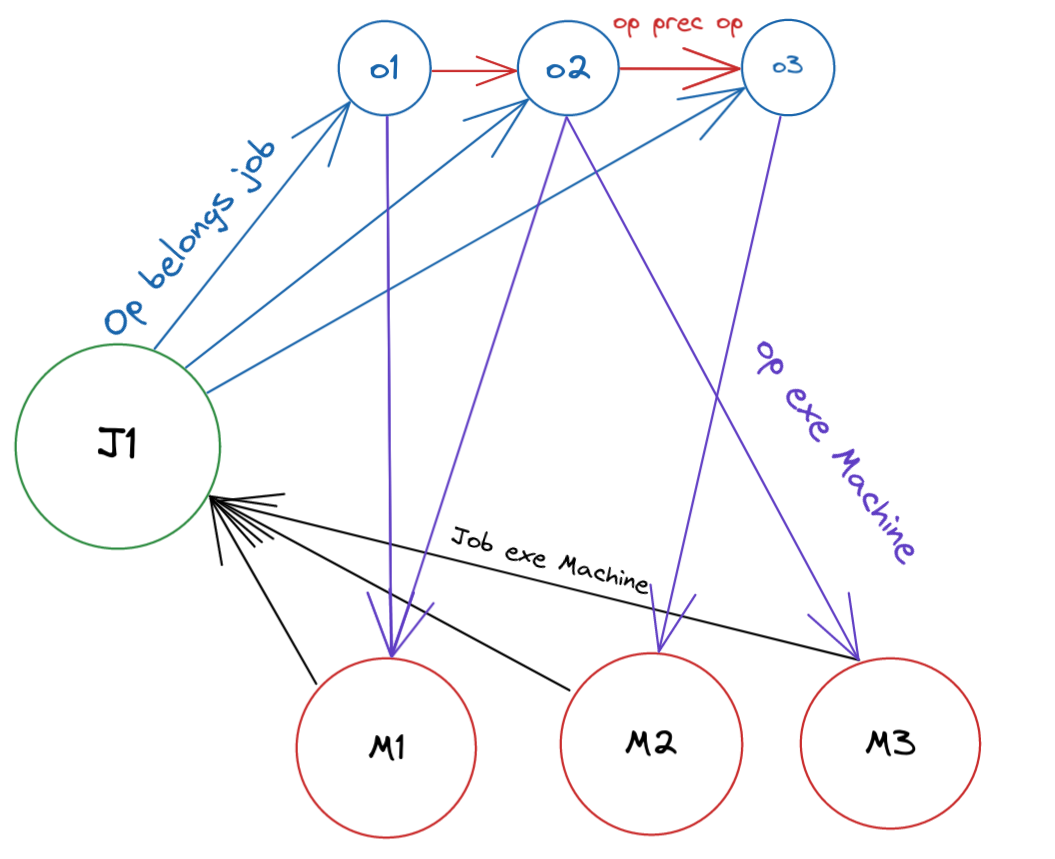 op prec op
o1
o2
o3
Op belongs job
op exe Machine
J1
Job exe Machine
M1
M2
M3